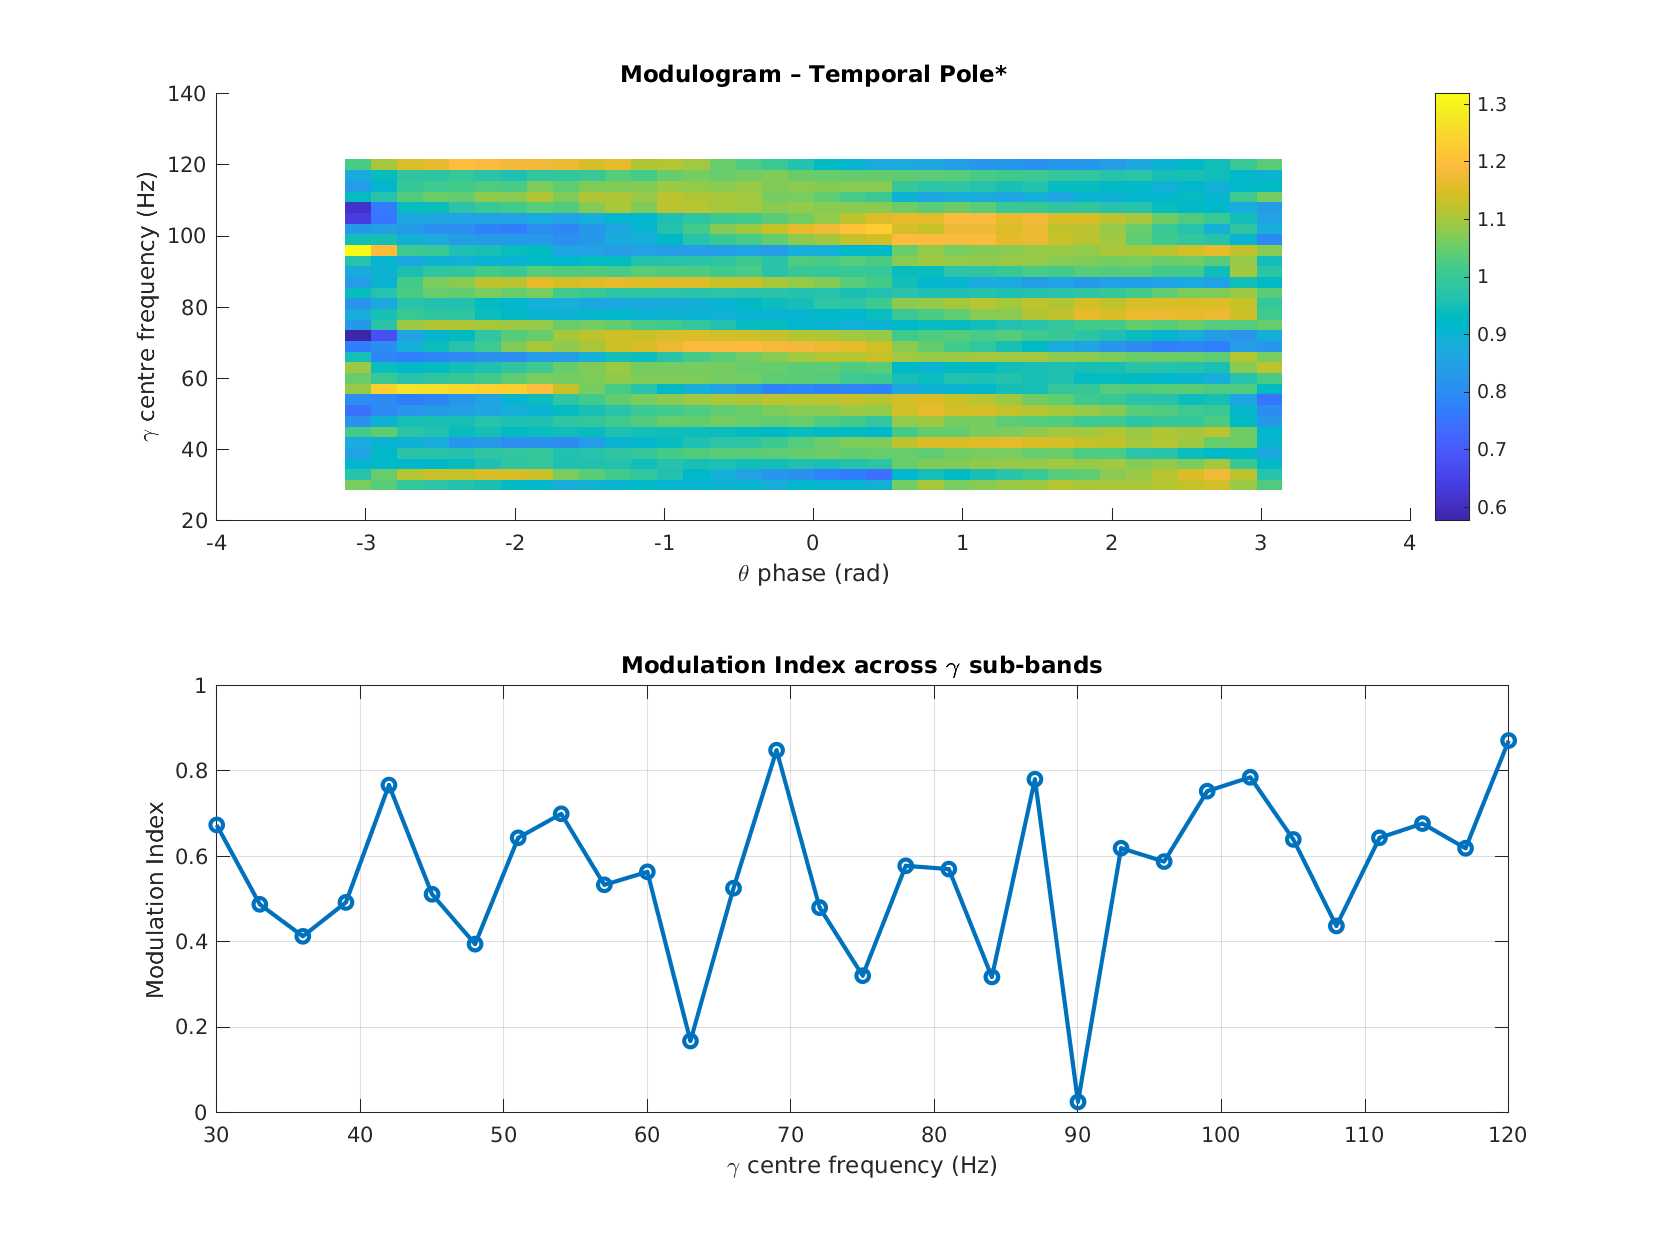 Modulogram – Temporal Pole*
140
120
100
80
60
40
20
γ centre frequency (Hz)
-4 -3 -2 -1 0 1 2 3 4
θ phase (rad)
1.3
1.2
1.1
1
0.9
0.8
0.7
0.6
Modulation Index across γ sub-bands
1
0.8
0.6
0.4
0.2
0
Modulation Index
30 40 50 60 70 80 90 100 110 120
γ centre frequency (Hz)